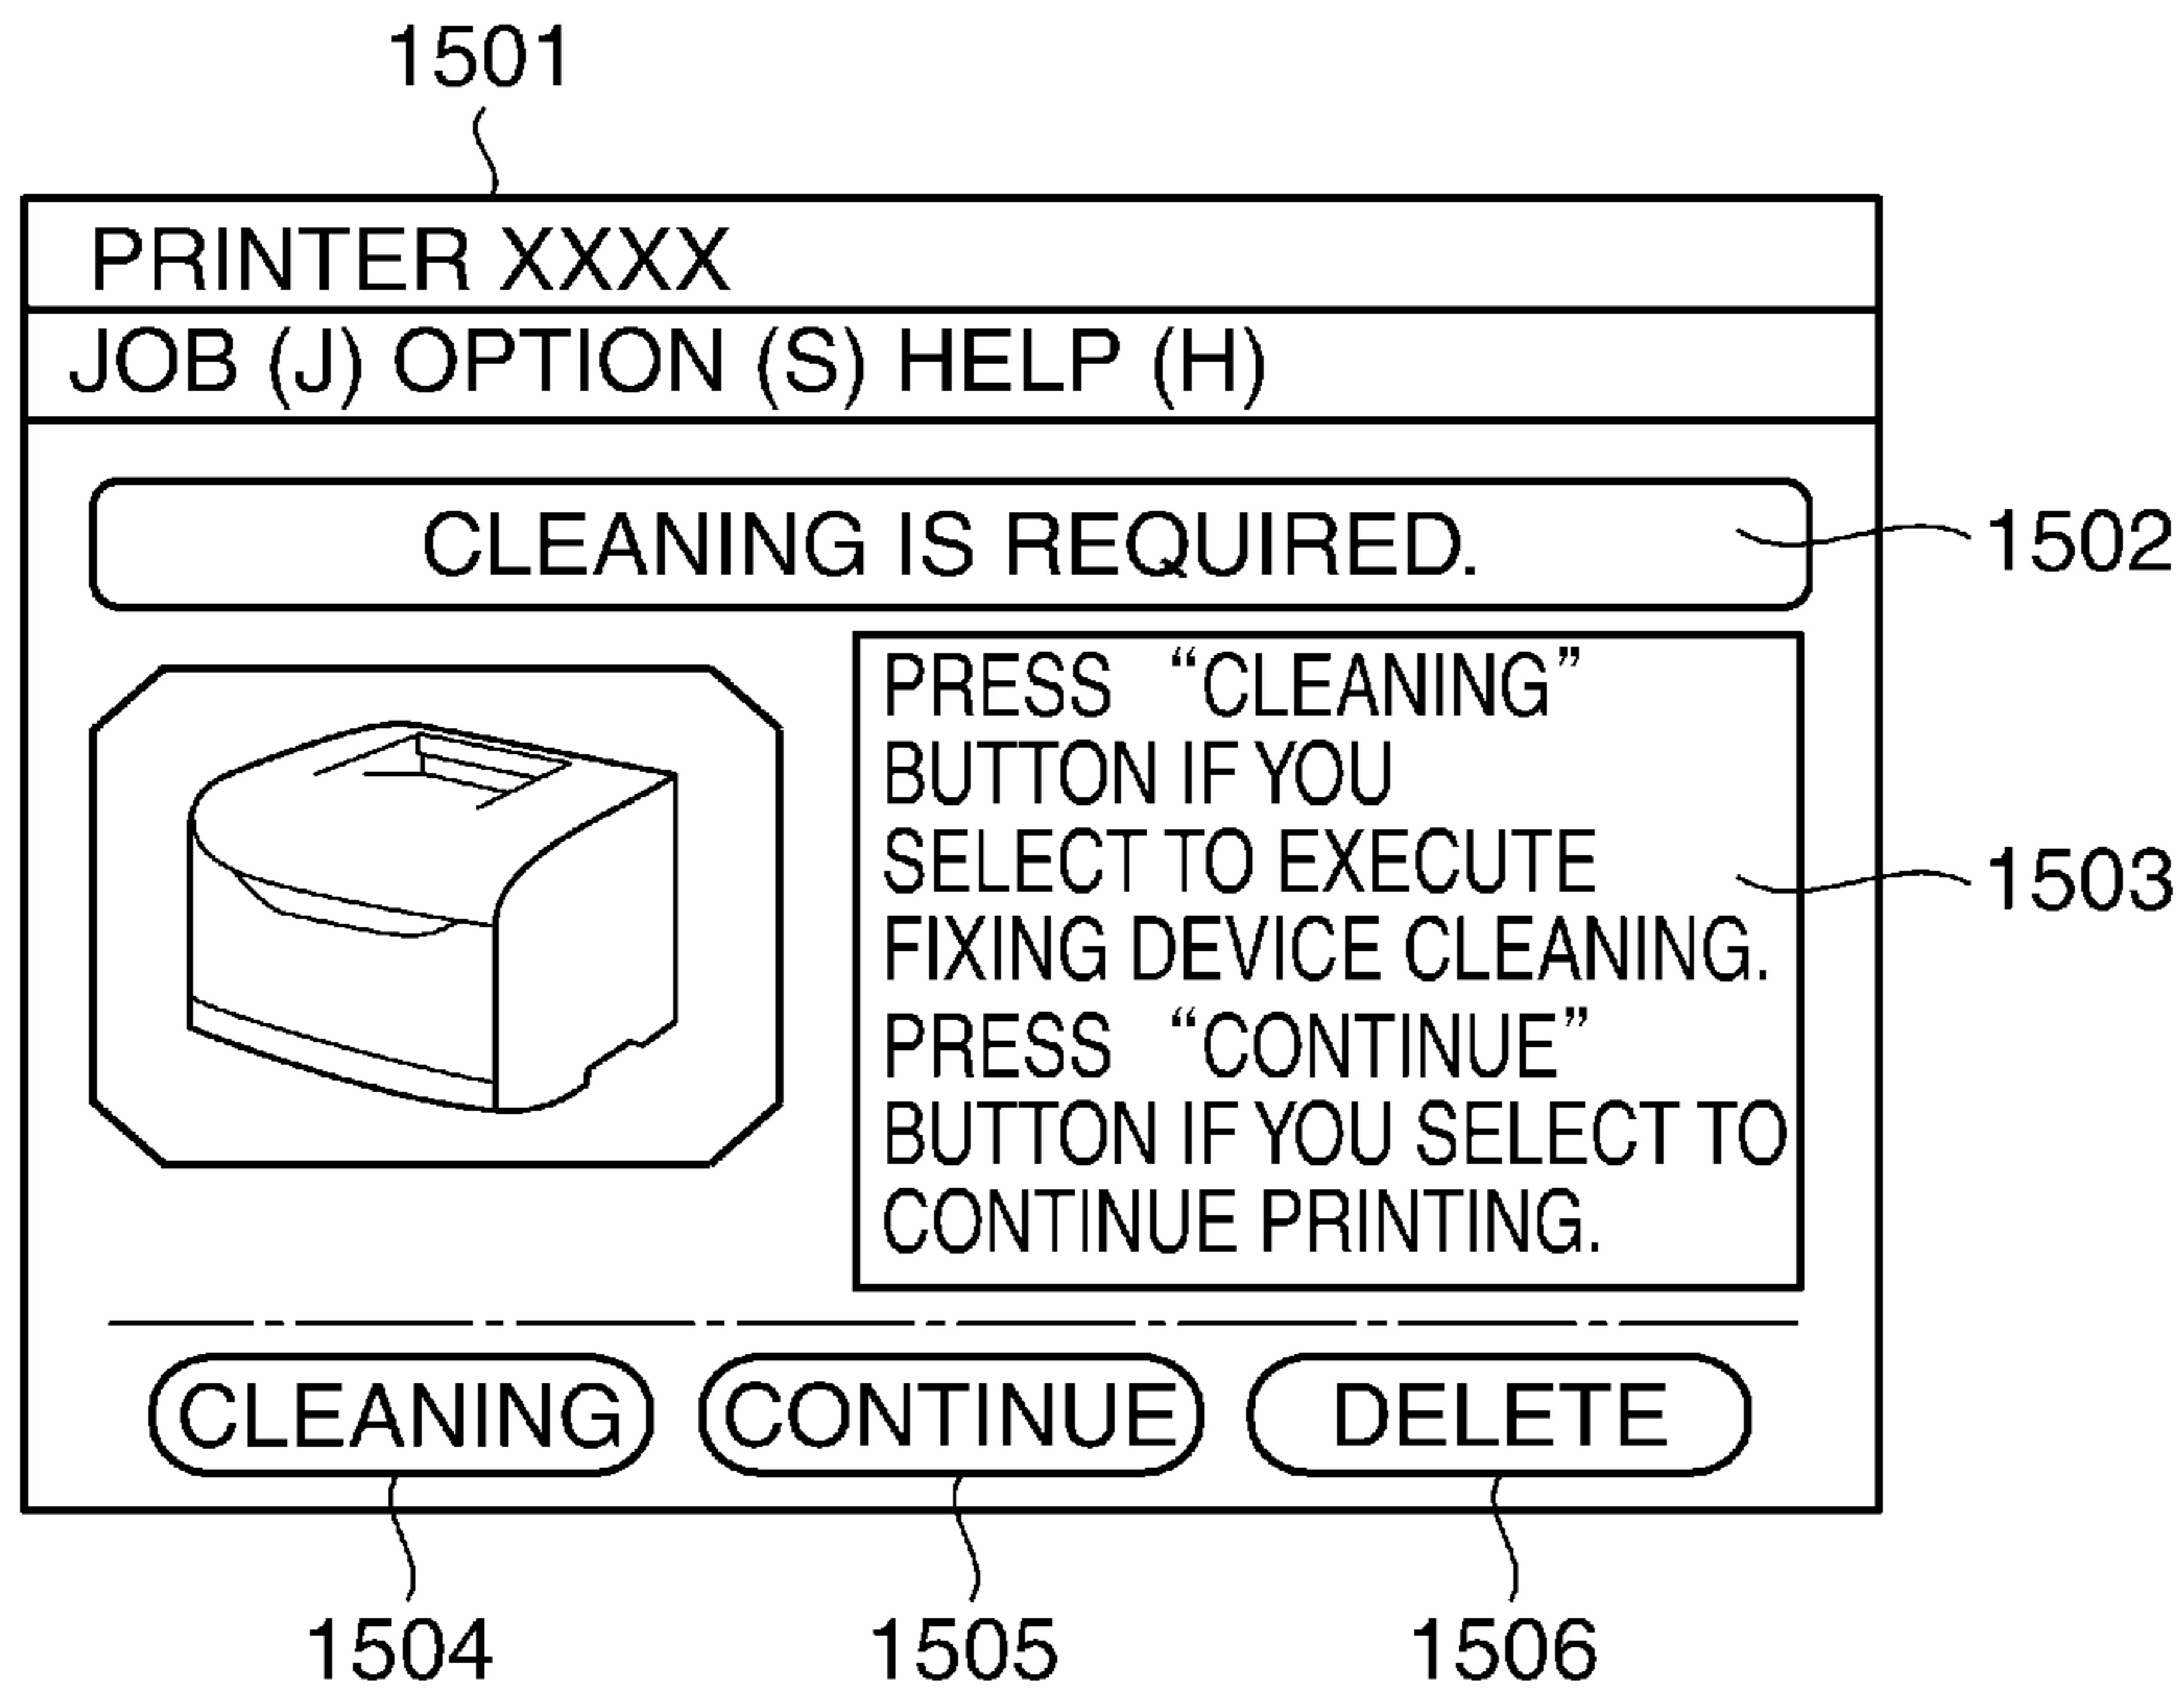 1501
PRINTER XXXX
JOB (J) OPTION (S) HELP (H)
CLEANING IS REQUIRED.
1502
PRESS “CLEANING”
BUTTON IF YOU
SELECT TO EXECUTE
FIXING DEVICE CLEANING.
PRESS “CONTINUE”
BUTTON IF YOU SELECT TO
CONTINUE PRINTING.
1503
CLEANING
CONTINUE
DELETE
1504
1505
1506